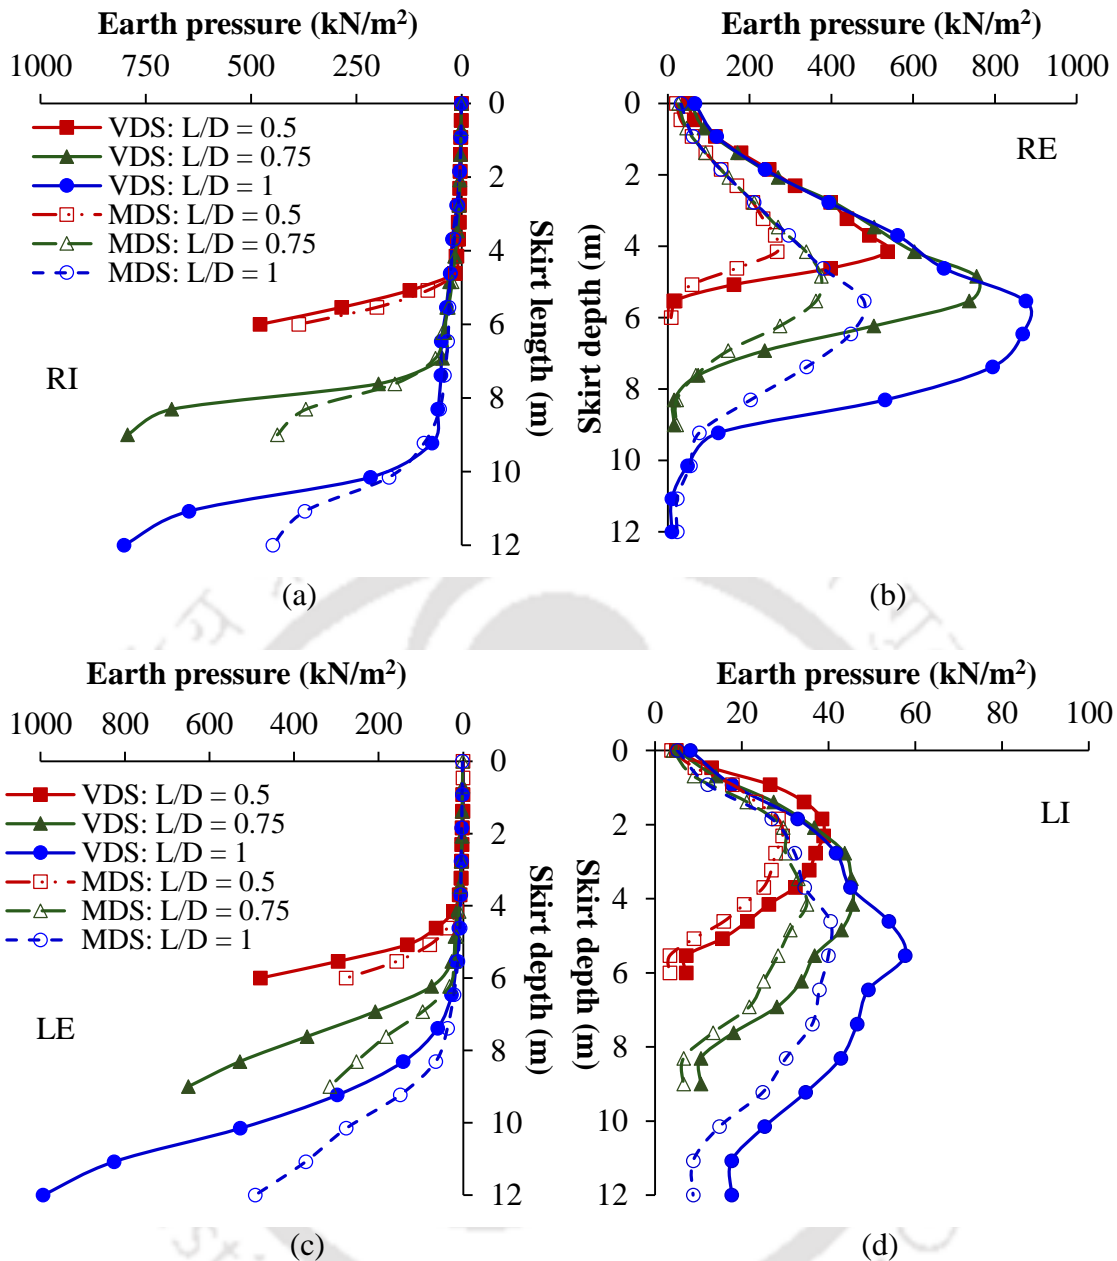 Earth pressure (kN/m²)
1000 750 500 250 0
0
2
4
6
8
10
12
VDS: L/D = 0.5
VDS: L/D = 0.75
VDS: L/D = 1
MDS: L/D = 0.5
MDS: L/D = 0.75
MDS: L/D = 1
RI
Skirt length (m)
(a)
Earth pressure (kN/m²)
0 200 400 600 800 1000
0
2
4
6
8
10
12
RE
Skirt depth (m)
(b)
Earth pressure (kN/m²)
1000 800 600 400 200 0
0
2
4
6
8
10
12
VDS: L/D = 0.5
VDS: L/D = 0.75
VDS: L/D = 1
MDS: L/D = 0.5
MDS: L/D = 0.75
MDS: L/D = 1
LE
Skirt depth (m)
(c)
Earth pressure (kN/m²)
0 20 40 60 80 100
0
2
4
6
8
10
12
LI
Skirt depth (m)
(d)